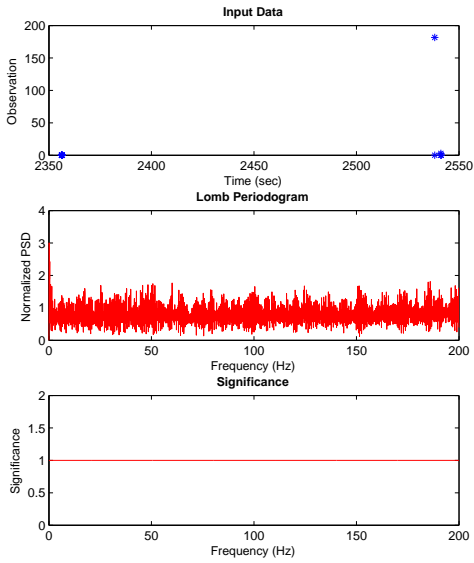 Input Data
200
150
100
50
0
Observation
2350 2400 2450 2500 2550
Time (sec)
Lomb Periodogram
4
3
2
1
0
Normalized PSD
0 50 100 150 200
Frequency (Hz)
Significance
2
1.5
1
0.5
0
Significance
0 50 100 150 200
Frequency (Hz)